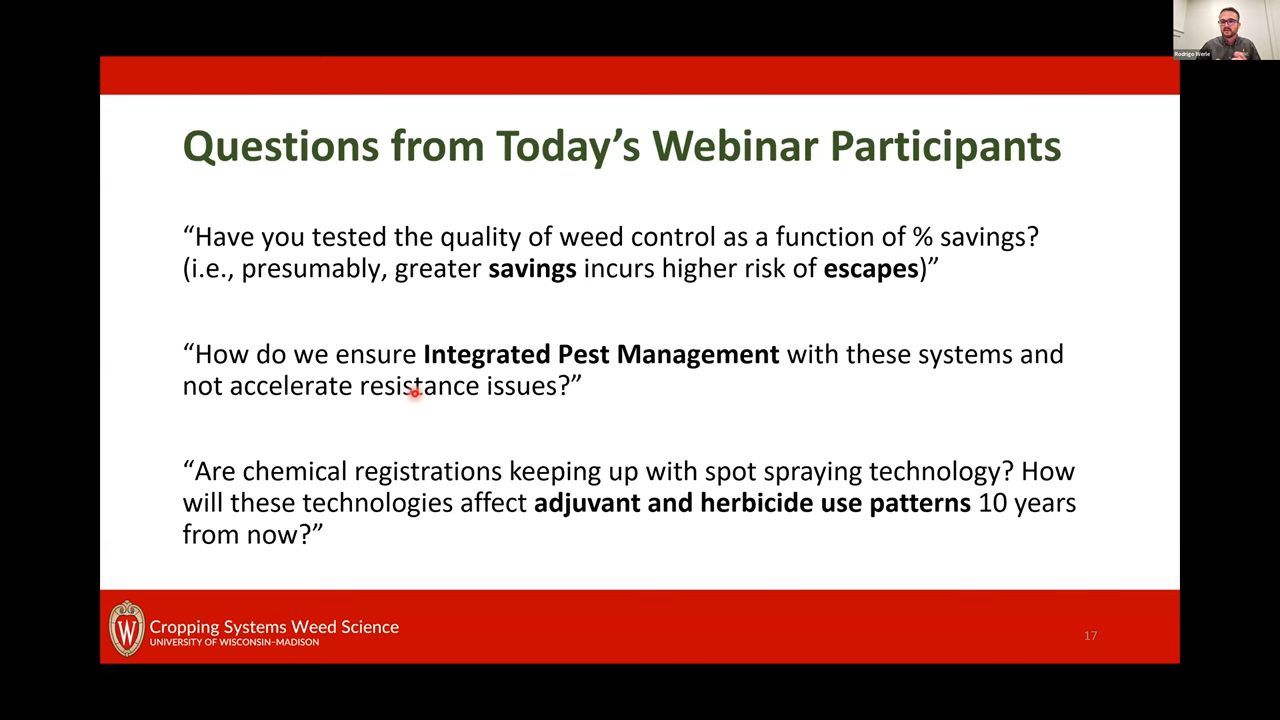 Rodrigo Werle
Questions from Today’s Webinar Participants
“Have you tested the quality of weed control as a function of % savings?
(i.e., presumably, greater savings incurs higher risk of escapes)”
“How do we ensure Integrated Pest Management with these systems and
not accelerate resistance issues?”
“Are chemical registrations keeping up with spot spraying technology? How
will these technologies affect adjuvant and herbicide use patterns 10 years
from now?”
W
Cropping Systems Weed Science
UNIVERSITY OF WISCONSIN–MADISON
17